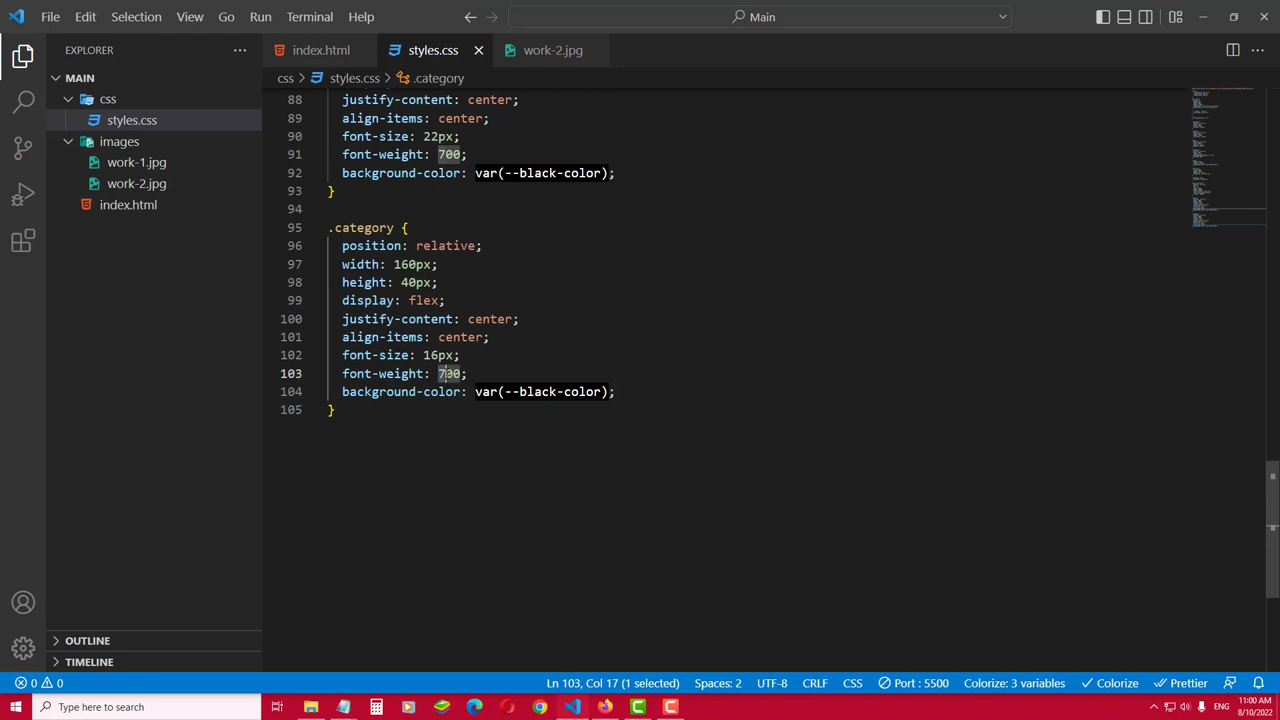 File Edit Selection View Go Run Terminal Help
Main
EXPLORER
index.html
styles.css
work-2.jpg
MAIN
css > styles.css > .category
css
styles.css
images
work-1.jpg
work-2.jpg
index.html
88 justify-content: center;
89 align-items: center;
90 font-size: 22px;
91 font-weight: 700;
92 background-color: var(--black-color);
93 }
94
95 .category {
96 position: relative;
97 width: 160px;
98 height: 40px;
99 display: flex;
100 justify-content: center;
101 align-items: center;
102 font-size: 16px;
103 font-weight: 700;
104 background-color: var(--black-color);
105 }
OUTLINE
TIMELINE
0 0 Ln 103, Col 17 (1 selected) Spaces: 2 UTF-8 CRLF CSS Port : 5500 Colorize: 3 variables Colorize Prettier
Type here to search
ENG
11:00 AM
8/10/2022